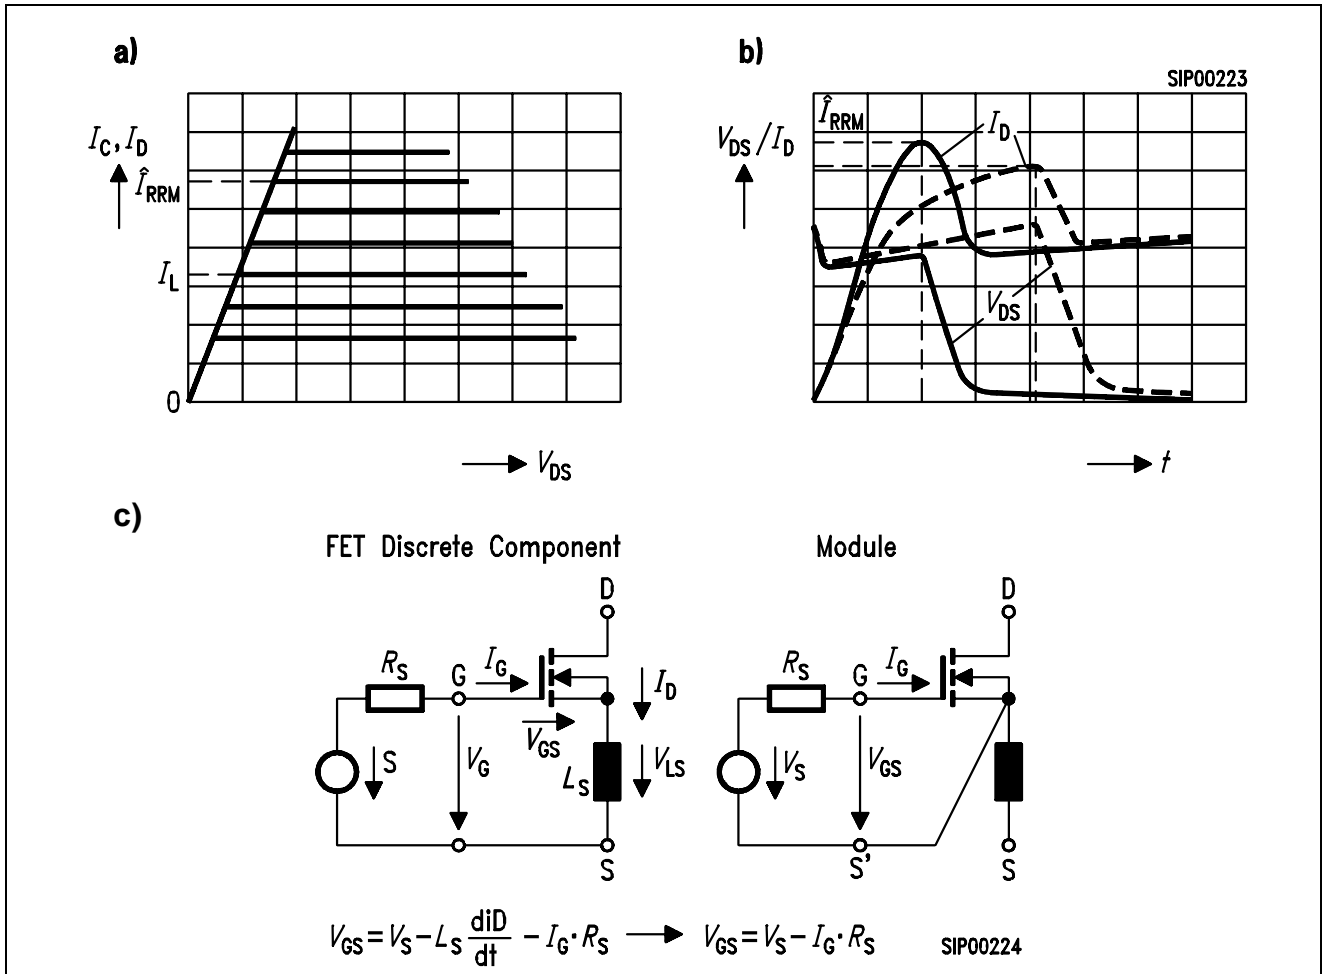 a)
I_C, I_D
Î_RRM
I_L
0
V_DS
b)
SIP00223
V_DS / I_D
Î_RRM
I_D
V_DS
t
c)
FET Discrete Component
D
R_S
G
I_G
I_D
V_GS
S
V_G
L_S
V_LS
S
Module
D
R_S
G
I_G
V_S
V_GS
S'
S
V_GS = V_S – L_S diD/dt – I_G · R_S → V_GS = V_S – I_G · R_S
SIP00224